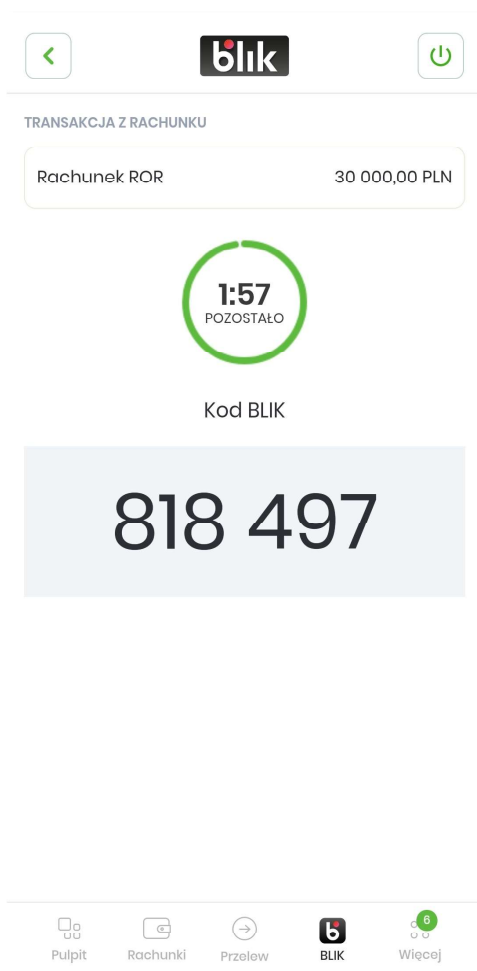 blik
TRANSAKCJA Z RACHUNKU
Rachunek ROR 30 000,00 PLN
1:57
POZOSTAŁO
Kod BLIK
818 497
6
Pulpit Rachunki Przelew BLIK Więcej